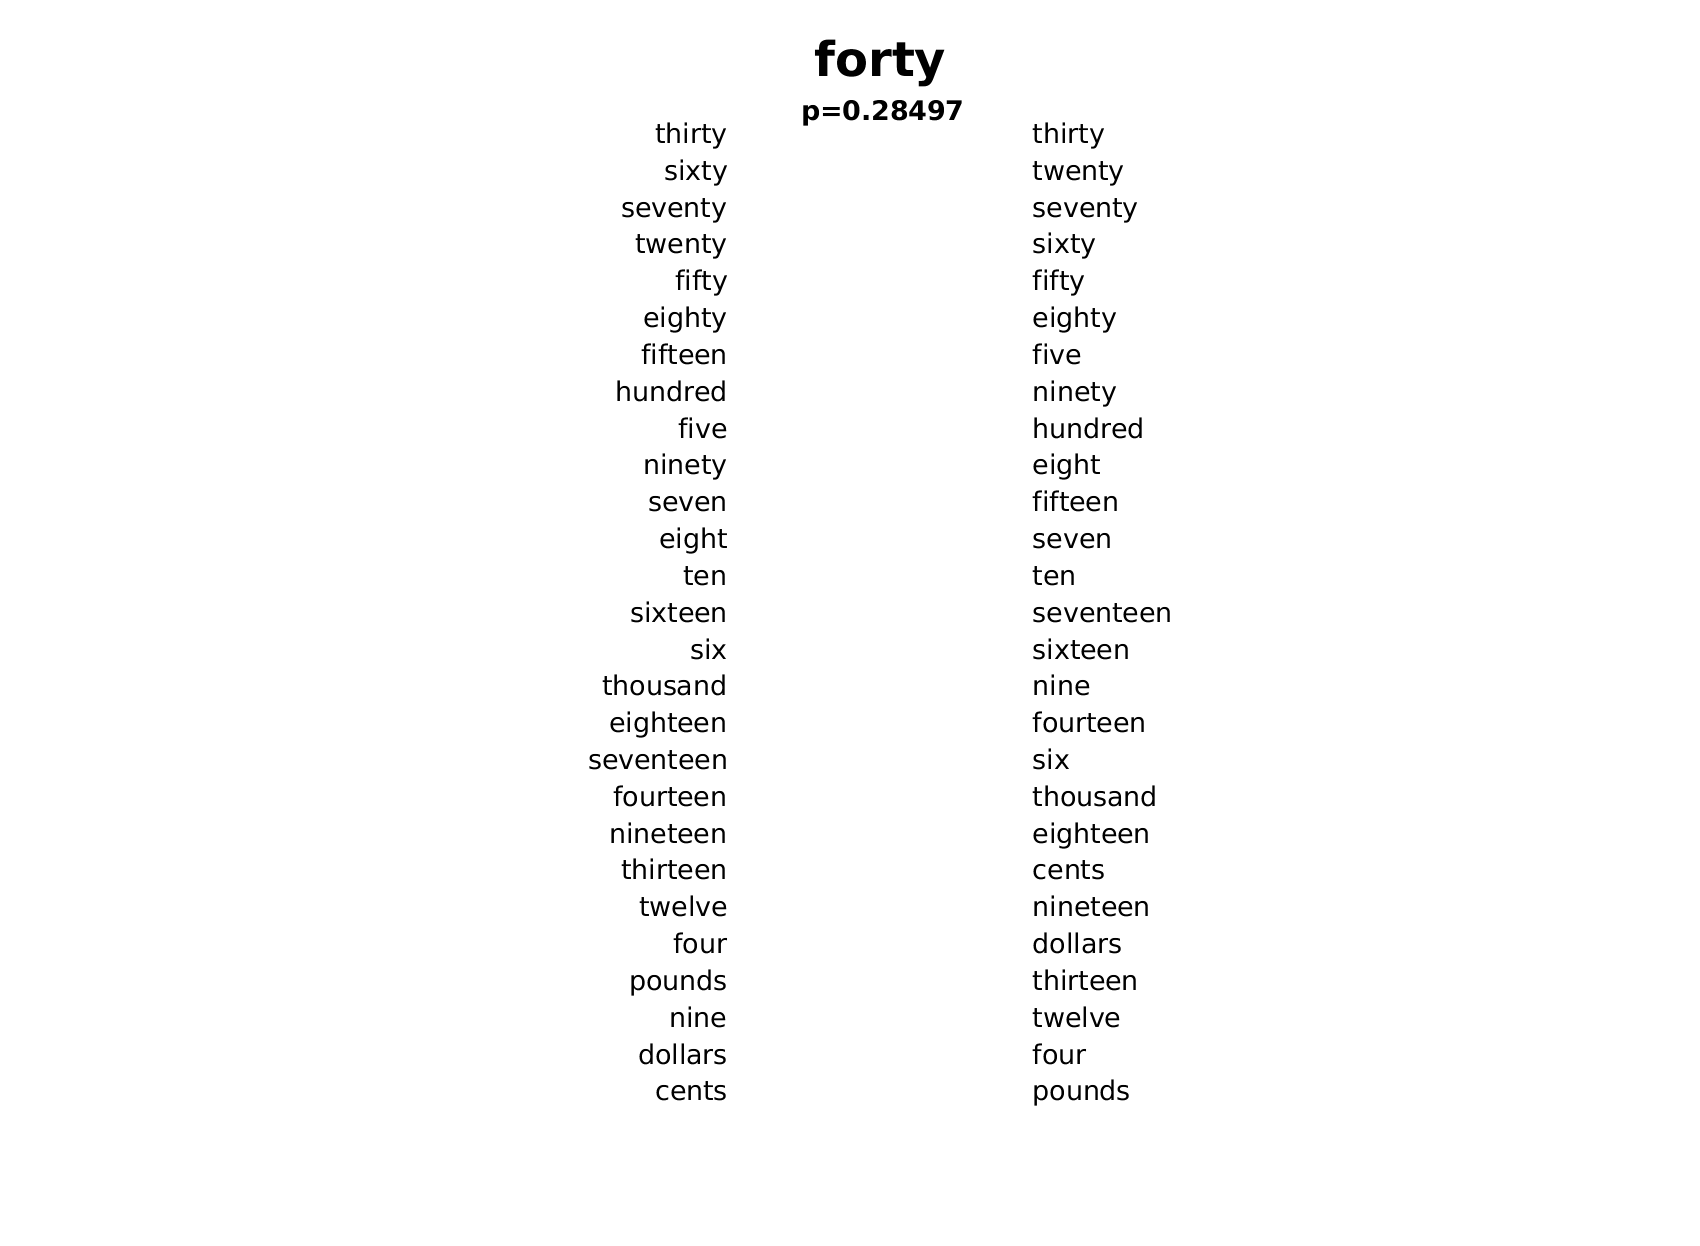 forty
p=0.28497
thirty thirty
sixty twenty
seventy seventy
twenty sixty
fifty fifty
eighty eighty
fifteen five
hundred ninety
five hundred
ninety eight
seven fifteen
eight seven
ten ten
sixteen seventeen
six sixteen
thousand nine
eighteen fourteen
seventeen six
fourteen thousand
nineteen eighteen
thirteen cents
twelve nineteen
four dollars
pounds thirteen
nine twelve
dollars four
cents pounds